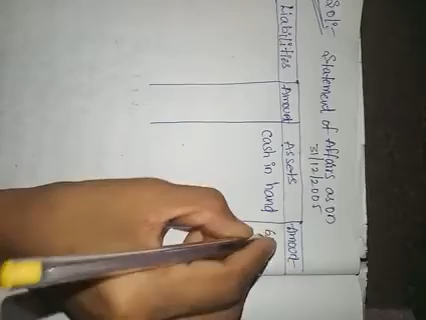 Sol:- Statement of Affairs as on
31/12/2005
Liabilities Amount Assets Amount
Cash in hand